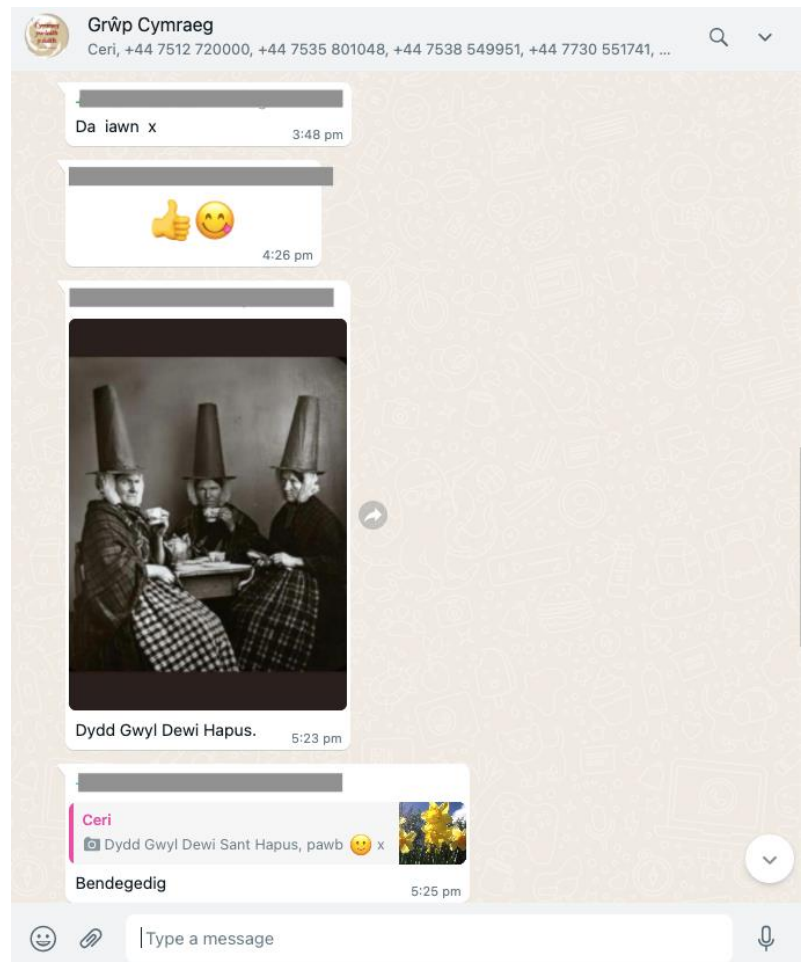 Grŵp Cymraeg
Ceri, +44 7512 720000, +44 7535 801048, +44 7538 549951, +44 7730 551741, ...
Da iawn x
3:48 pm
4:26 pm
Dydd Gwyl Dewi Hapus.
5:23 pm
Ceri
Dydd Gwyl Dewi Sant Hapus, pawb 🙂 x
Bendegedig
5:25 pm
Type a message